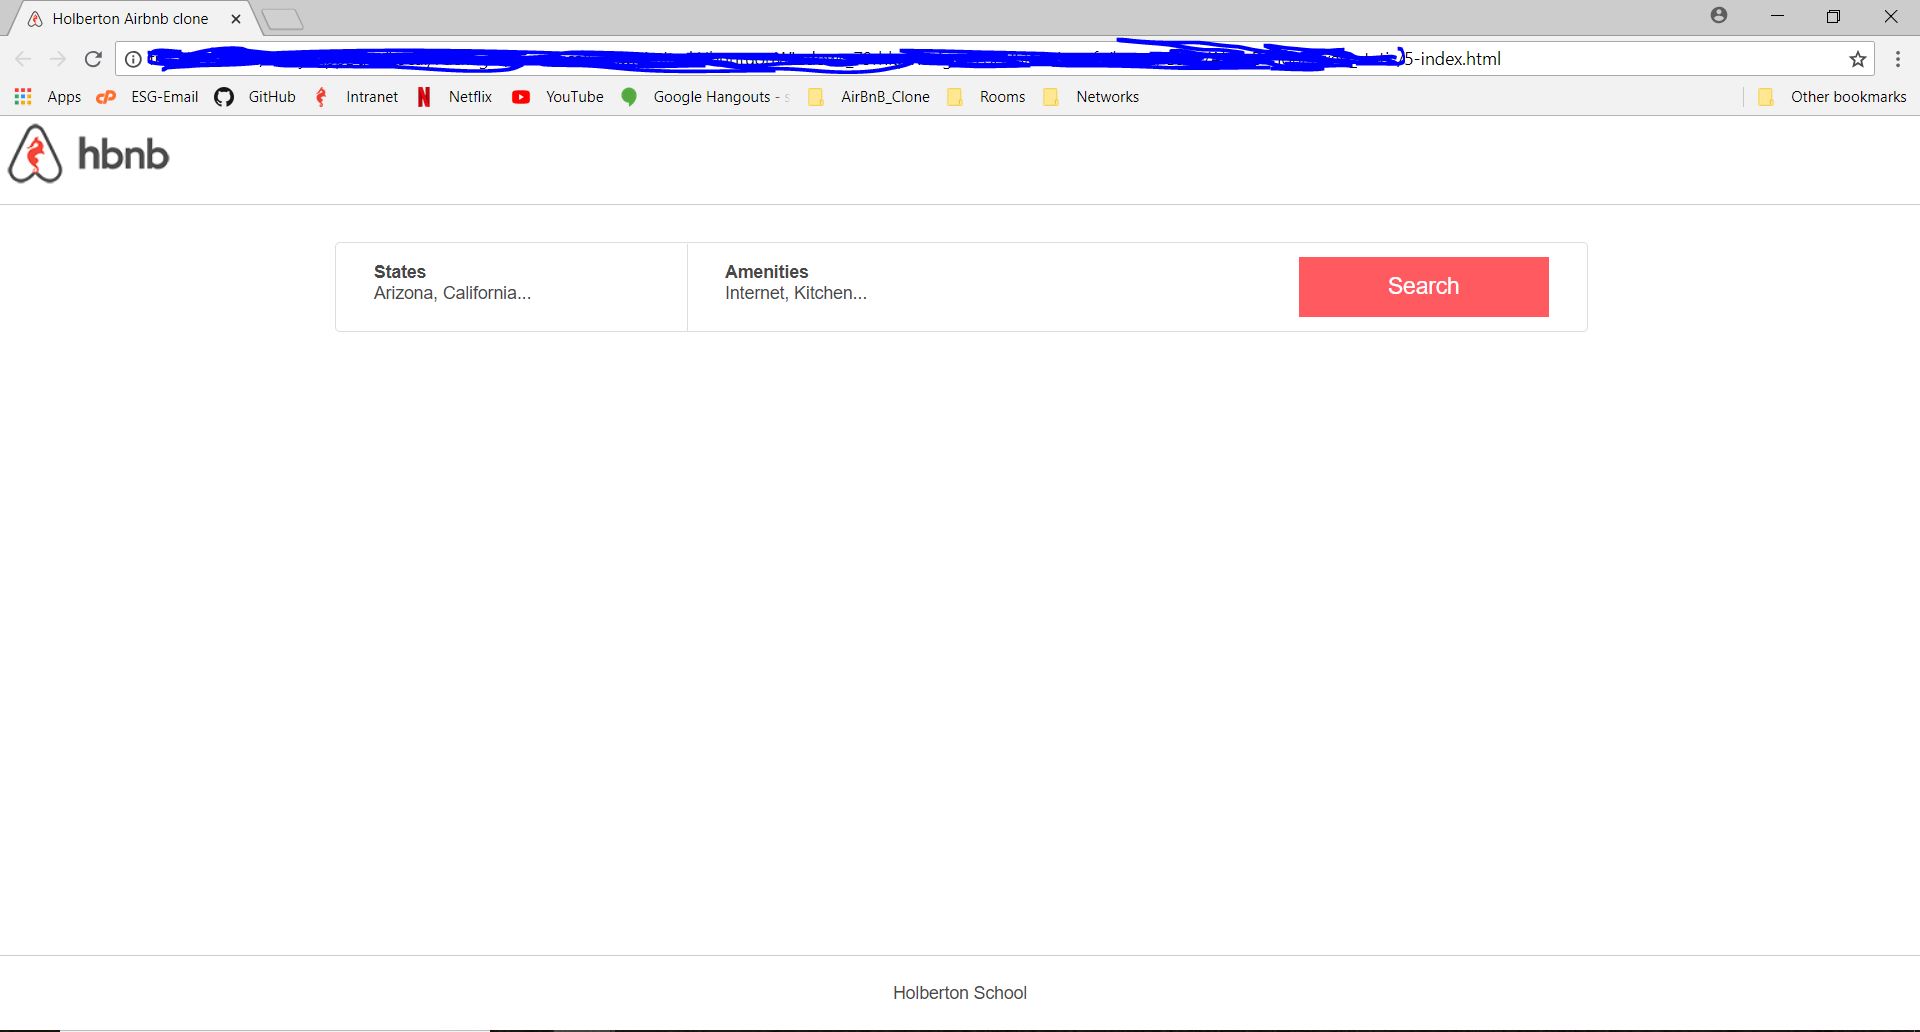 Holberton Airbnb clone
5-index.html
Apps ESG-Email GitHub Intranet Netflix YouTube Google Hangouts - AirBnB_Clone Rooms Networks Other bookmarks
hbnb
States
Arizona, California...
Amenities
Internet, Kitchen...
Search
Holberton School